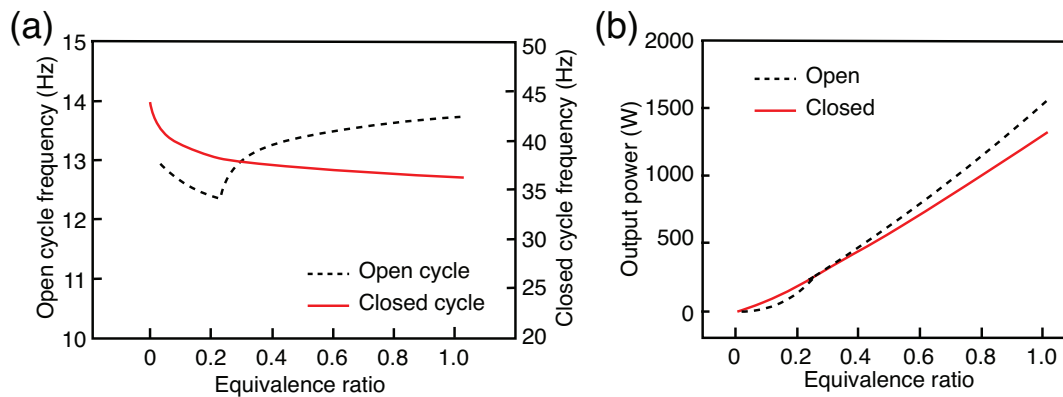 (a)
15
14
13
12
11
10
Open cycle frequency (Hz)
50
45
40
35
30
25
20
Closed cycle frequency (Hz)
Open cycle
Closed cycle
0 0.2 0.4 0.6 0.8 1.0
Equivalence ratio
(b)
2000
1500
1000
500
0
Output power (W)
Open
Closed
0 0.2 0.4 0.6 0.8 1.0
Equivalence ratio